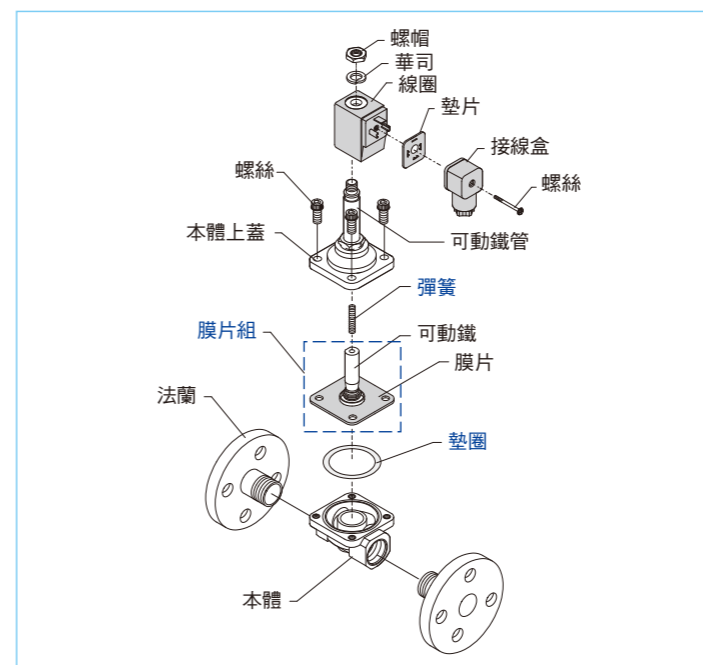 螺帽
華司
線圈
墊片
接線盒
螺絲
螺絲
本體上蓋
可動鐵管
彈簧
膜片組
可動鐵
膜片
法蘭
墊圈
本體